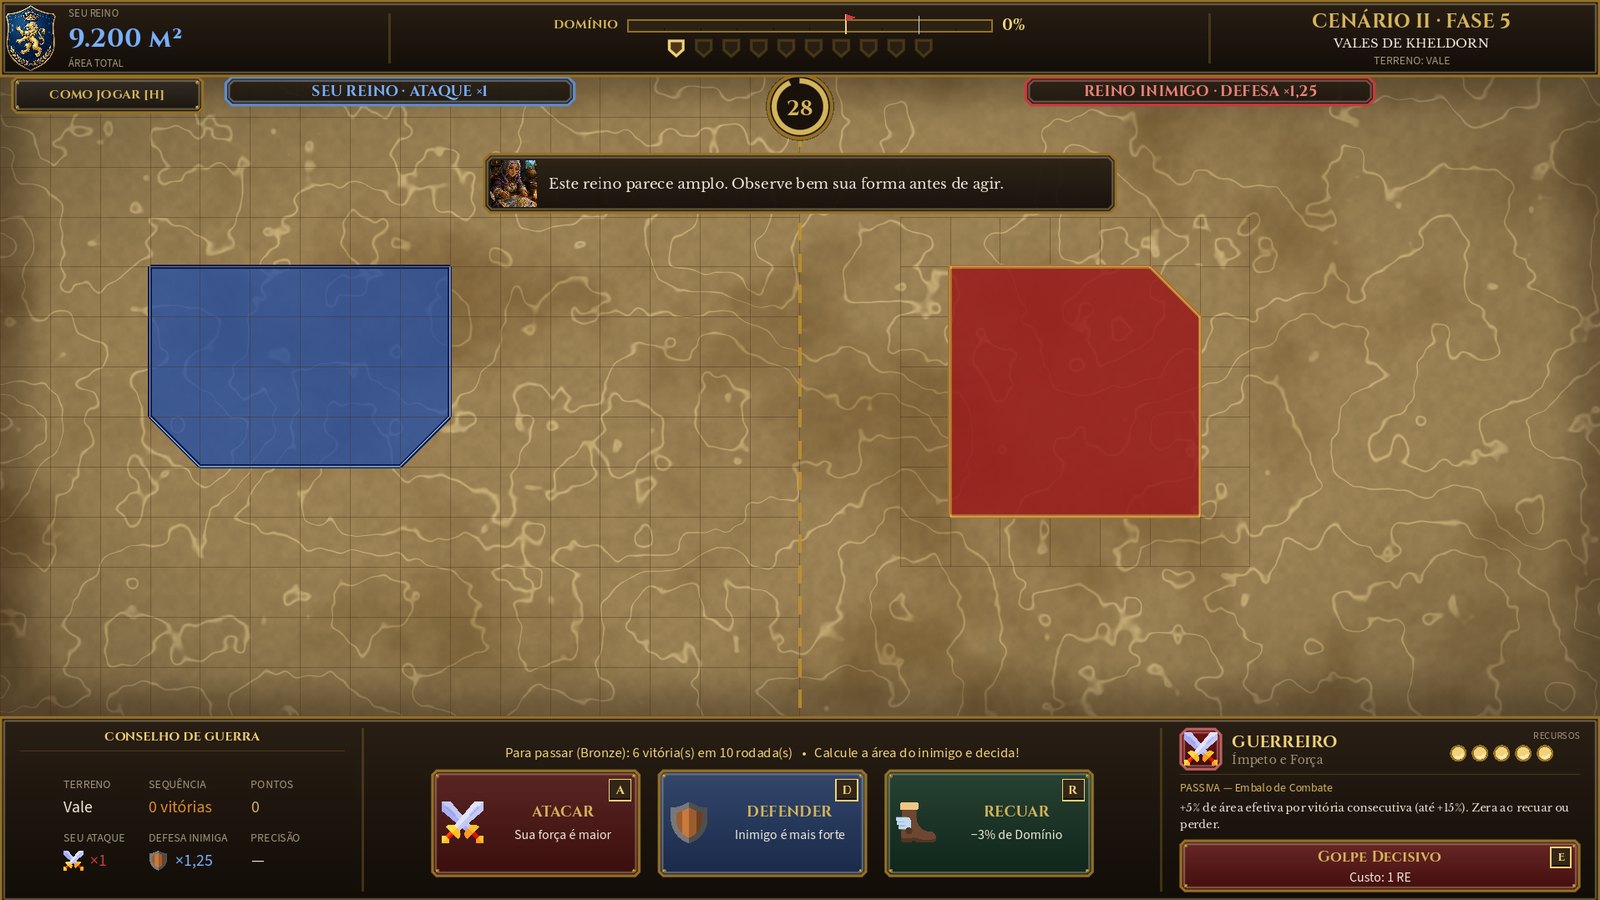 SEU REINO
9.200 M²
ÁREA TOTAL
DOMÍNIO
0%
CENÁRIO II · FASE 5
VALES DE KHELDORN
TERRENO: VALE
COMO JOGAR [H]
SEU REINO · ATAQUE ×1
28
REINO INIMIGO · DEFESA ×1,25
Este reino parece amplo. Observe bem sua forma antes de agir.
CONSELHO DE GUERRA
TERRENO
SEQUÊNCIA
PONTOS
Vale
0 vitórias
0
SEU ATAQUE
DEFESA INIMIGA
PRECISÃO
×1
×1,25
—
Para passar (Bronze): 6 vitória(s) em 10 rodada(s) • Calcule a área do inimigo e decida!
A
ATACAR
Sua força é maior
D
DEFENDER
Inimigo é mais forte
R
RECUAR
−3% de Domínio
GUERREIRO
Ímpeto e Força
RECURSOS
PASSIVA — Embalo de Combate
+5% de área efetiva por vitória consecutiva (até +15%). Zera ao recuar ou
perder.
GOLPE DECISIVO
E
Custo: 1 RE